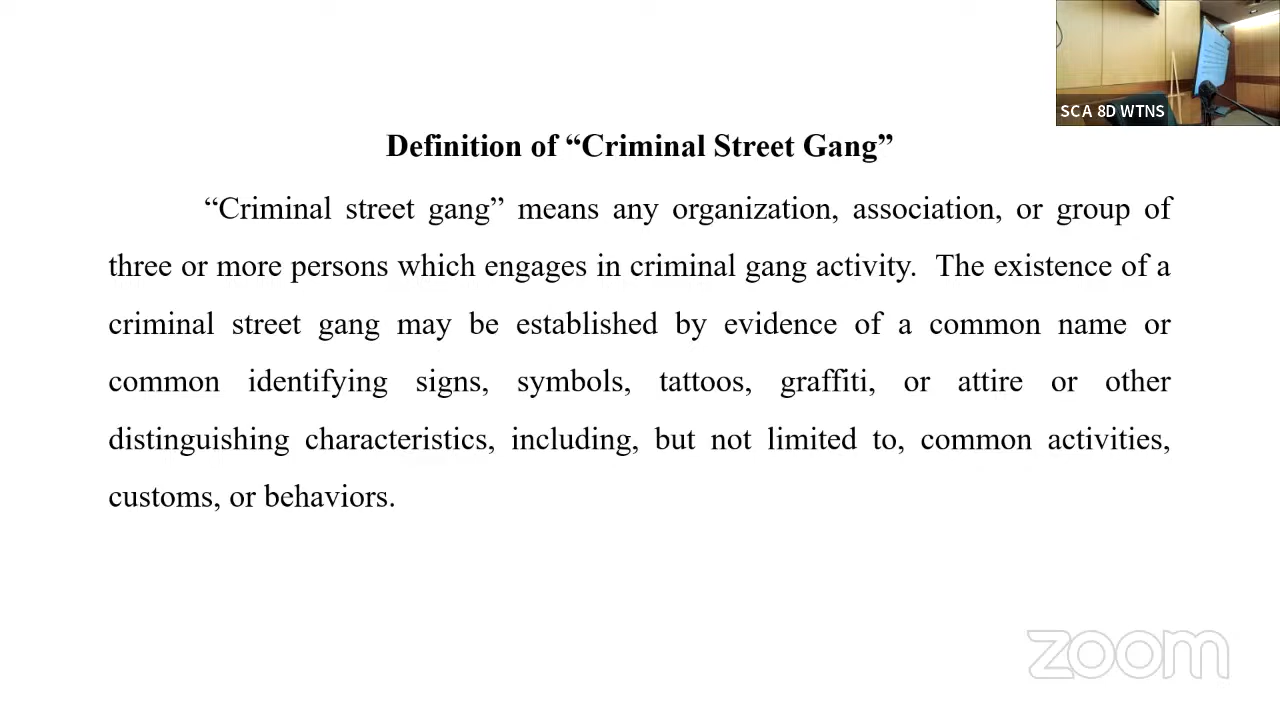 SCA 8D WTNS
Definition of “Criminal Street Gang”
“Criminal street gang” means any organization, association, or group of
three or more persons which engages in criminal gang activity. The existence of a
criminal street gang may be established by evidence of a common name or
common identifying signs, symbols, tattoos, graffiti, or attire or other
distinguishing characteristics, including, but not limited to, common activities,
customs, or behaviors.
zoom